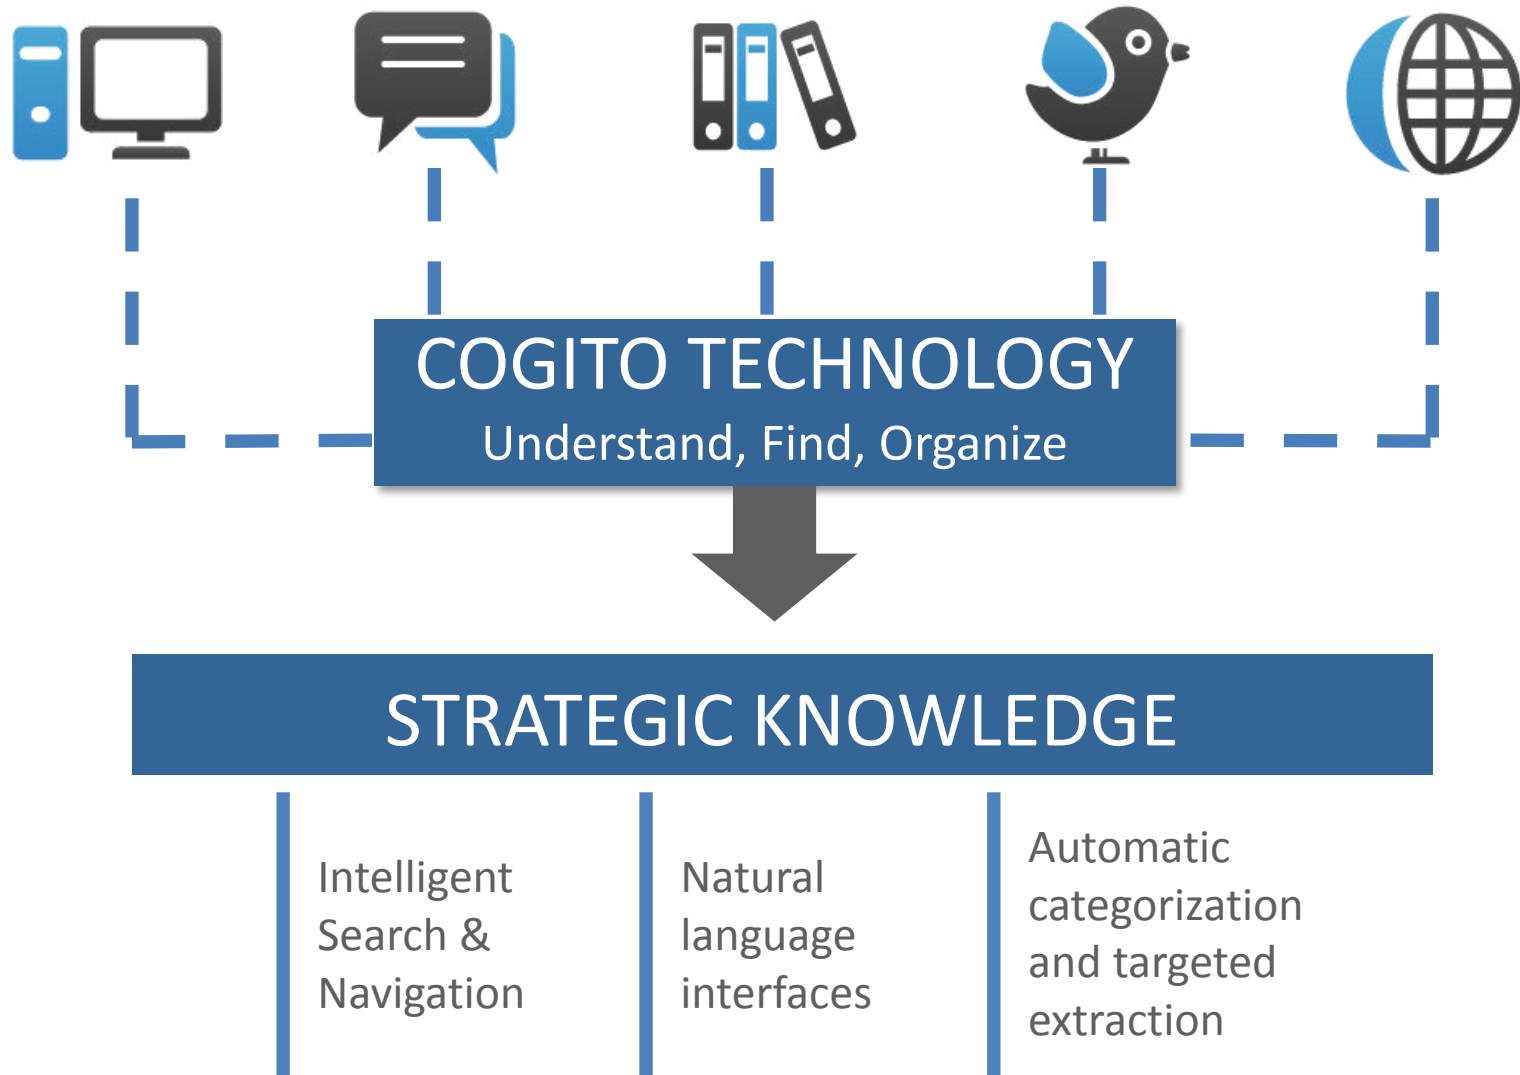 COGITO TECHNOLOGY
Understand, Find, Organize
STRATEGIC KNOWLEDGE
Intelligent
Search &
Navigation
Natural
language
interfaces
Automatic
categorization
and targeted
extraction